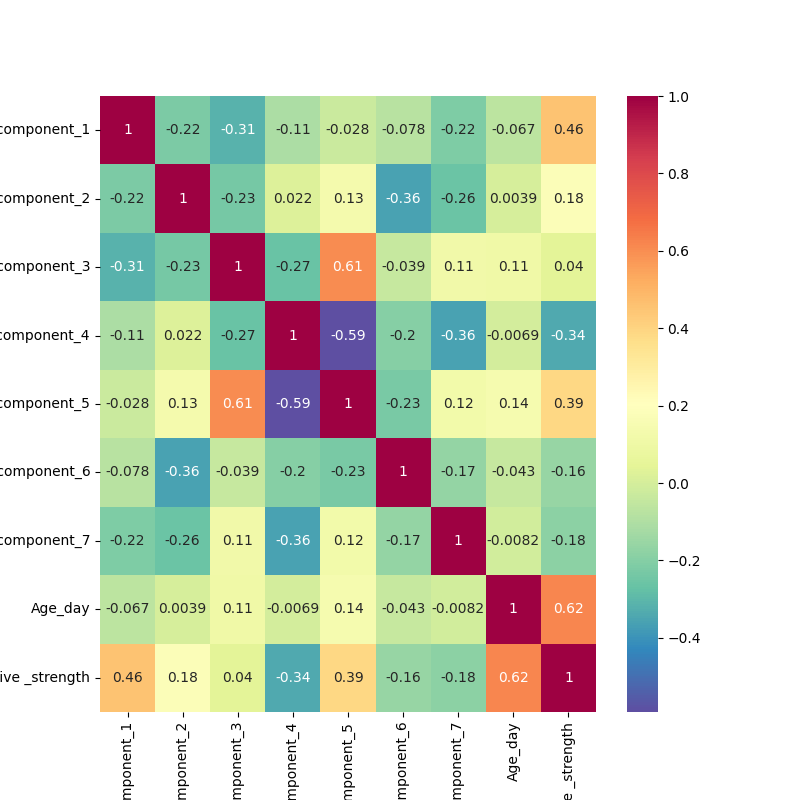 component_1 1 -0.22 -0.31 -0.11 -0.028 -0.078 -0.22 -0.067 0.46
component_2 -0.22 1 -0.23 0.022 0.13 -0.36 -0.26 0.0039 0.18
component_3 -0.31 -0.23 1 -0.27 0.61 -0.039 0.11 0.11 0.04
component_4 -0.11 0.022 -0.27 1 -0.59 -0.2 -0.36 -0.0069 -0.34
component_5 -0.028 0.13 0.61 -0.59 1 -0.23 0.12 0.14 0.39
component_6 -0.078 -0.36 -0.039 -0.2 -0.23 1 -0.17 -0.043 -0.16
component_7 -0.22 -0.26 0.11 -0.36 0.12 -0.17 1 -0.0082 -0.18
Age_day -0.067 0.0039 0.11 -0.0069 0.14 -0.043 -0.0082 1 0.62
ive _strength 0.46 0.18 0.04 -0.34 0.39 -0.16 -0.18 0.62 1
mponent_1
mponent_2
mponent_3
mponent_4
mponent_5
mponent_6
mponent_7
Age_day
e _strength
1.0
0.8
0.6
0.4
0.2
0.0
−0.2
−0.4